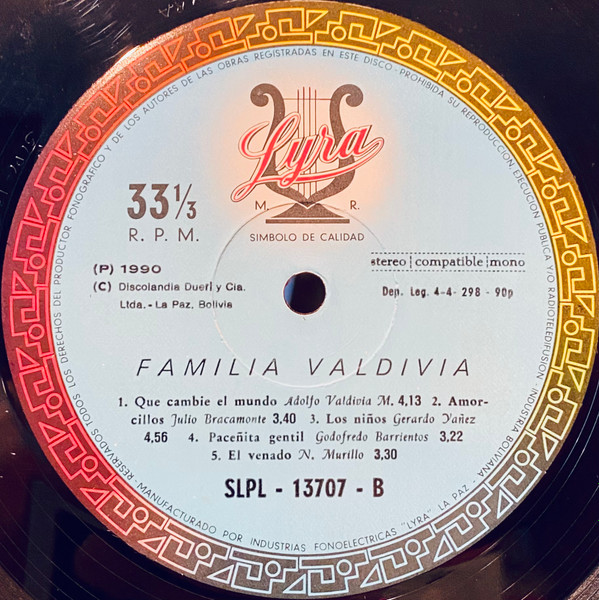 RESERVADOS TODOS LOS DERECHOS DEL PRODUCTOR FONOGRAFICO Y DE LOS AUTORES DE LAS OBRAS REGISTRADAS EN ESTE DISCO - PROHIBIDA SU REPRODUCCION, EJECUCION PUBLICA Y/O RADIOTELEDIFUSION - INDUSTRIA BOLIVIANA
Lyra
M. R.
SIMBOLO DE CALIDAD
33 1/3
R. P. M.
stereo compatible mono
(P) 1990
(C) Discolandia Dueri y Cia.
Ltda. - La Paz, Bolivia
Dep. Leg. 4-4- 298 - 90p
FAMILIA VALDIVIA
1. Que cambie el mundo Adolfo Valdivia M. 4,13 2. Amor-
cillos Julio Bracamonte 3,40 3. Los niños Gerardo Yañez
4,56 4. Paceñita gentil Godofredo Barrientos 3,22
5. El venado N. Murillo 3,30
SLPL - 13707 - B
MANUFACTURADO POR INDUSTRIAS FONOELECTRICAS "LYRA" LA PAZ -